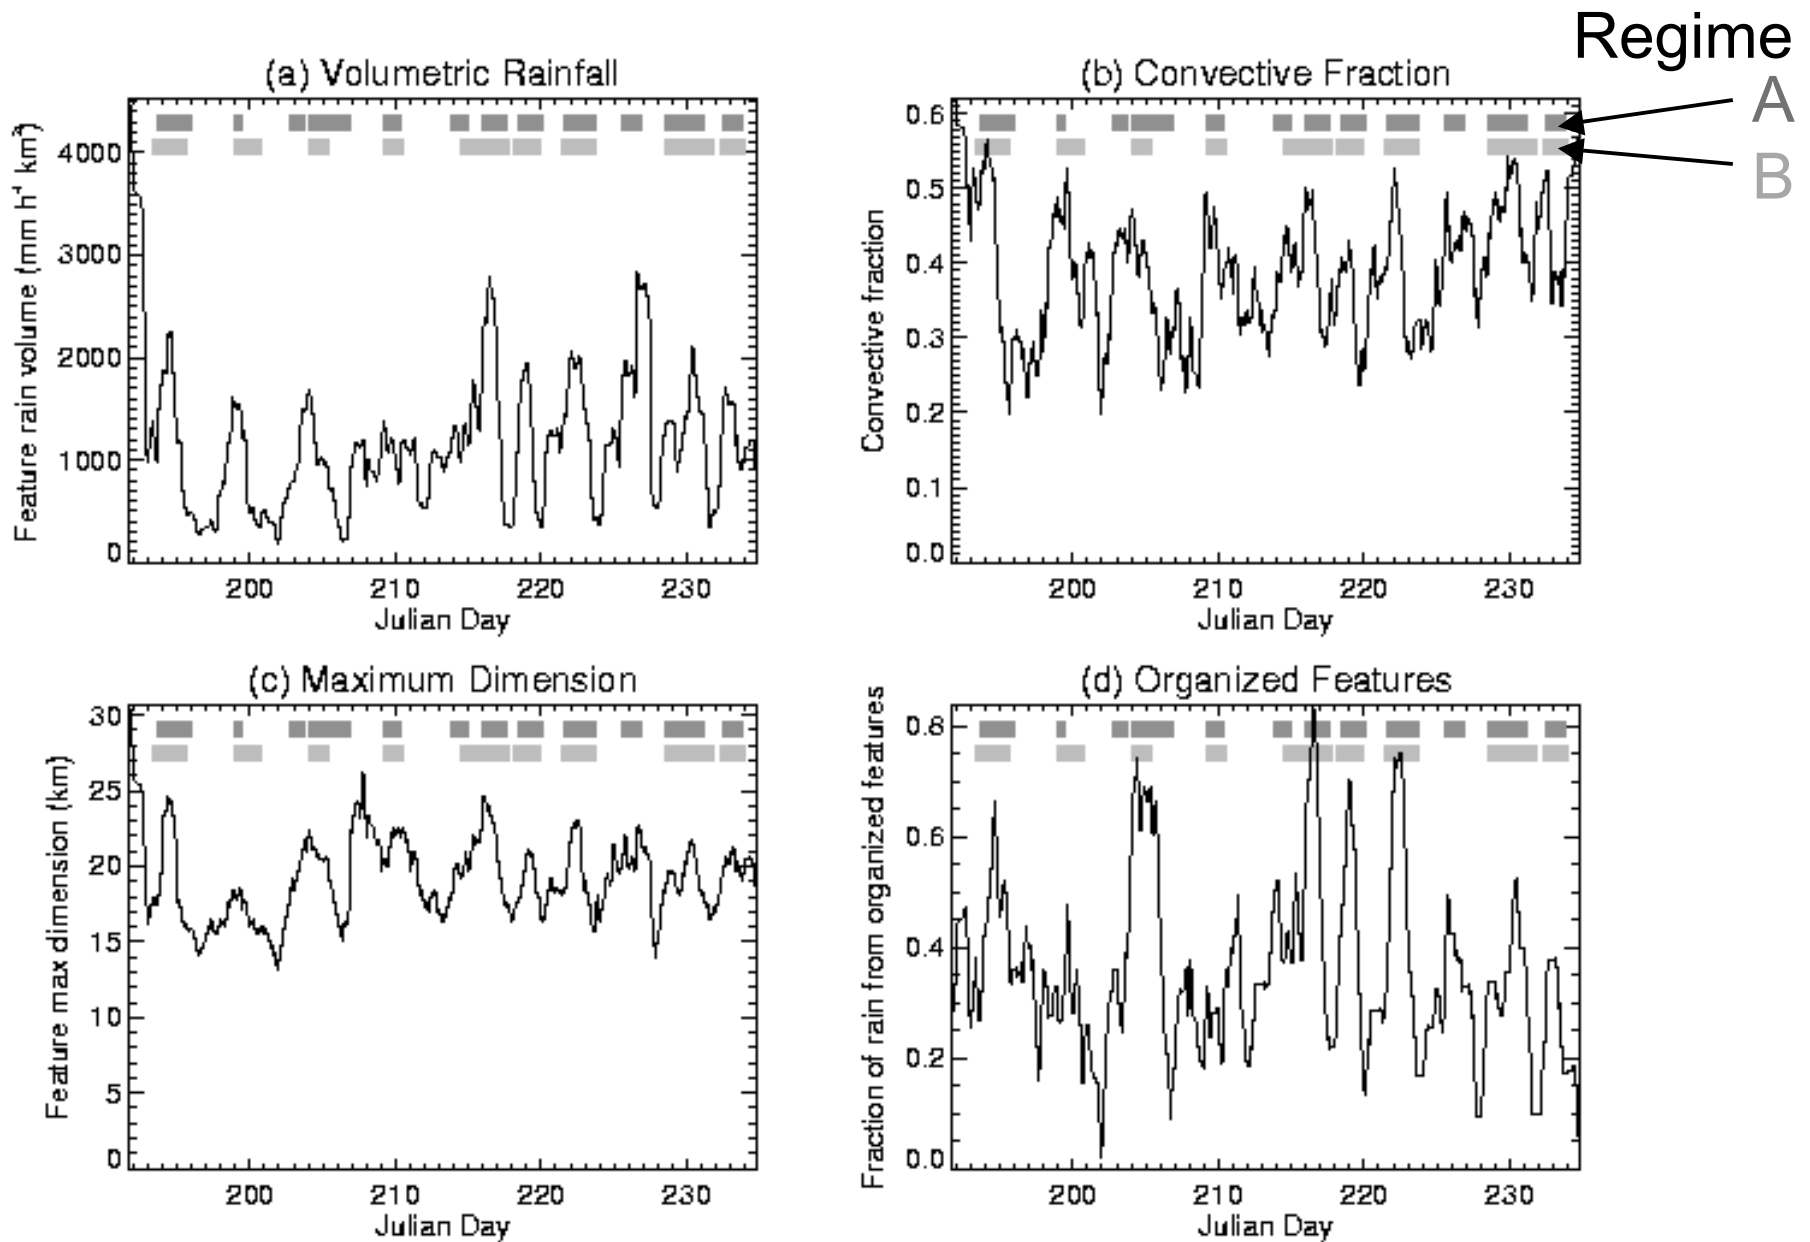 Regime
A
B
(a) Volumetric Rainfall
Feature rain volume (mm h⁻¹ km²)
4000
3000
2000
1000
0
200 210 220 230
Julian Day
(b) Convective Fraction
Convective fraction
0.6
0.5
0.4
0.3
0.2
0.1
0.0
200 210 220 230
Julian Day
(c) Maximum Dimension
Feature max dimension (km)
30
25
20
15
10
5
0
200 210 220 230
Julian Day
(d) Organized Features
Fraction of rain from organized features
0.8
0.6
0.4
0.2
0.0
200 210 220 230
Julian Day